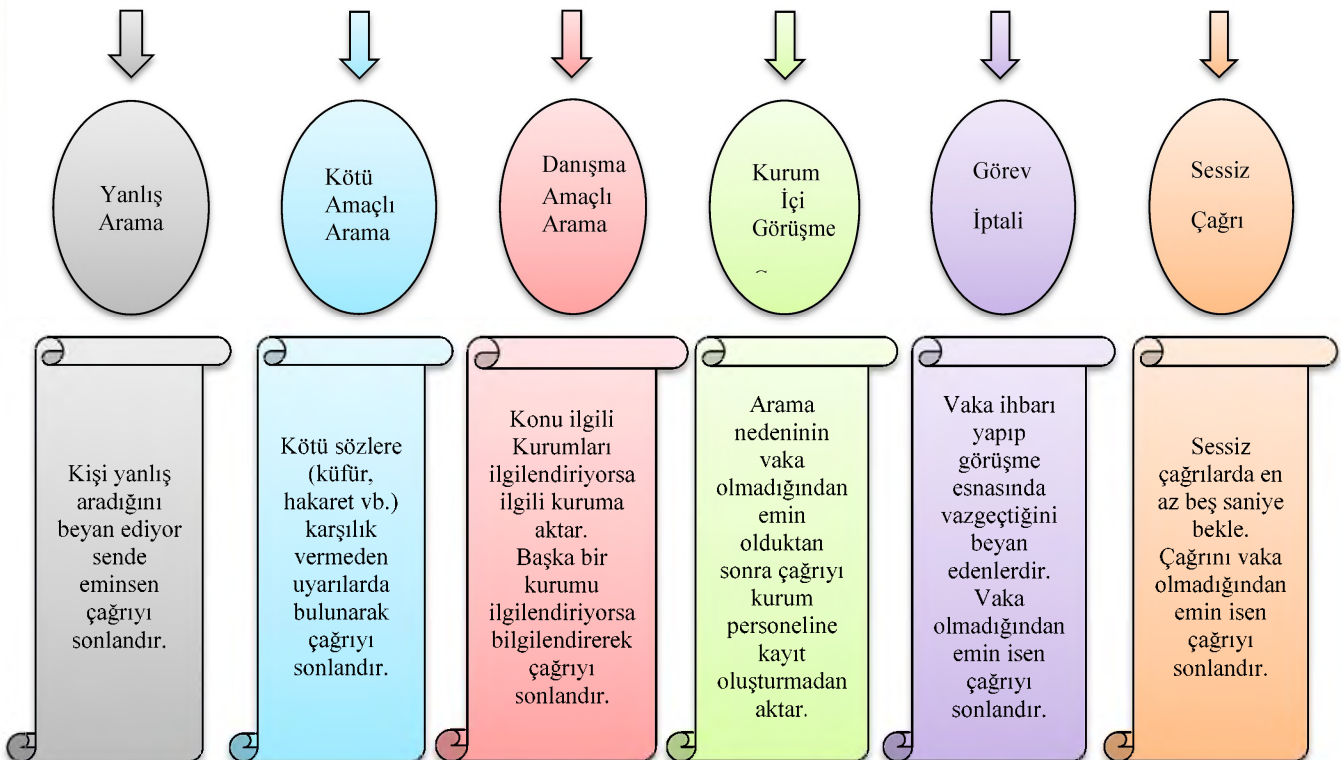 Yanlış
Arama
Kötü
Amaçlı
Arama
Danışma
Amaçlı
Arama
Kurum
İçi
Görüşme
Görev
İptali
Sessiz
Çağrı
Kişi yanlış
aradığını
beyan ediyor
sende
eminsen
çağrıyı
sonlandır.
Kötü sözlere
(küfür,
hakaret vb.)
karşılık
vermeden
uyarılarda
bulunarak
çağrıyı
sonlandır.
Konu ilgili
Kurumları
ilgilendiriyorsa
ilgili kuruma
aktar.
Başka bir
kurumu
ilgilendiriyorsa
bilgilendirerek
çağrıyı
sonlandır.
Arama
nedeninin
vaka
olmadığından
emin
olduktan
sonra çağrıyı
kurum
personeline
kayıt
oluşturmadan
aktar.
Vaka ihbarı
yapıp
görüşme
esnasında
vazgeçtiğini
beyan
edenlerdir.
Vaka
olmadığından
emin isen
çağrıyı
sonlandır.
Sessiz
çağrılarda en
az beş saniye
bekle.
Çağrını vaka
olmadığından
emin isen
çağrıyı
sonlandır.